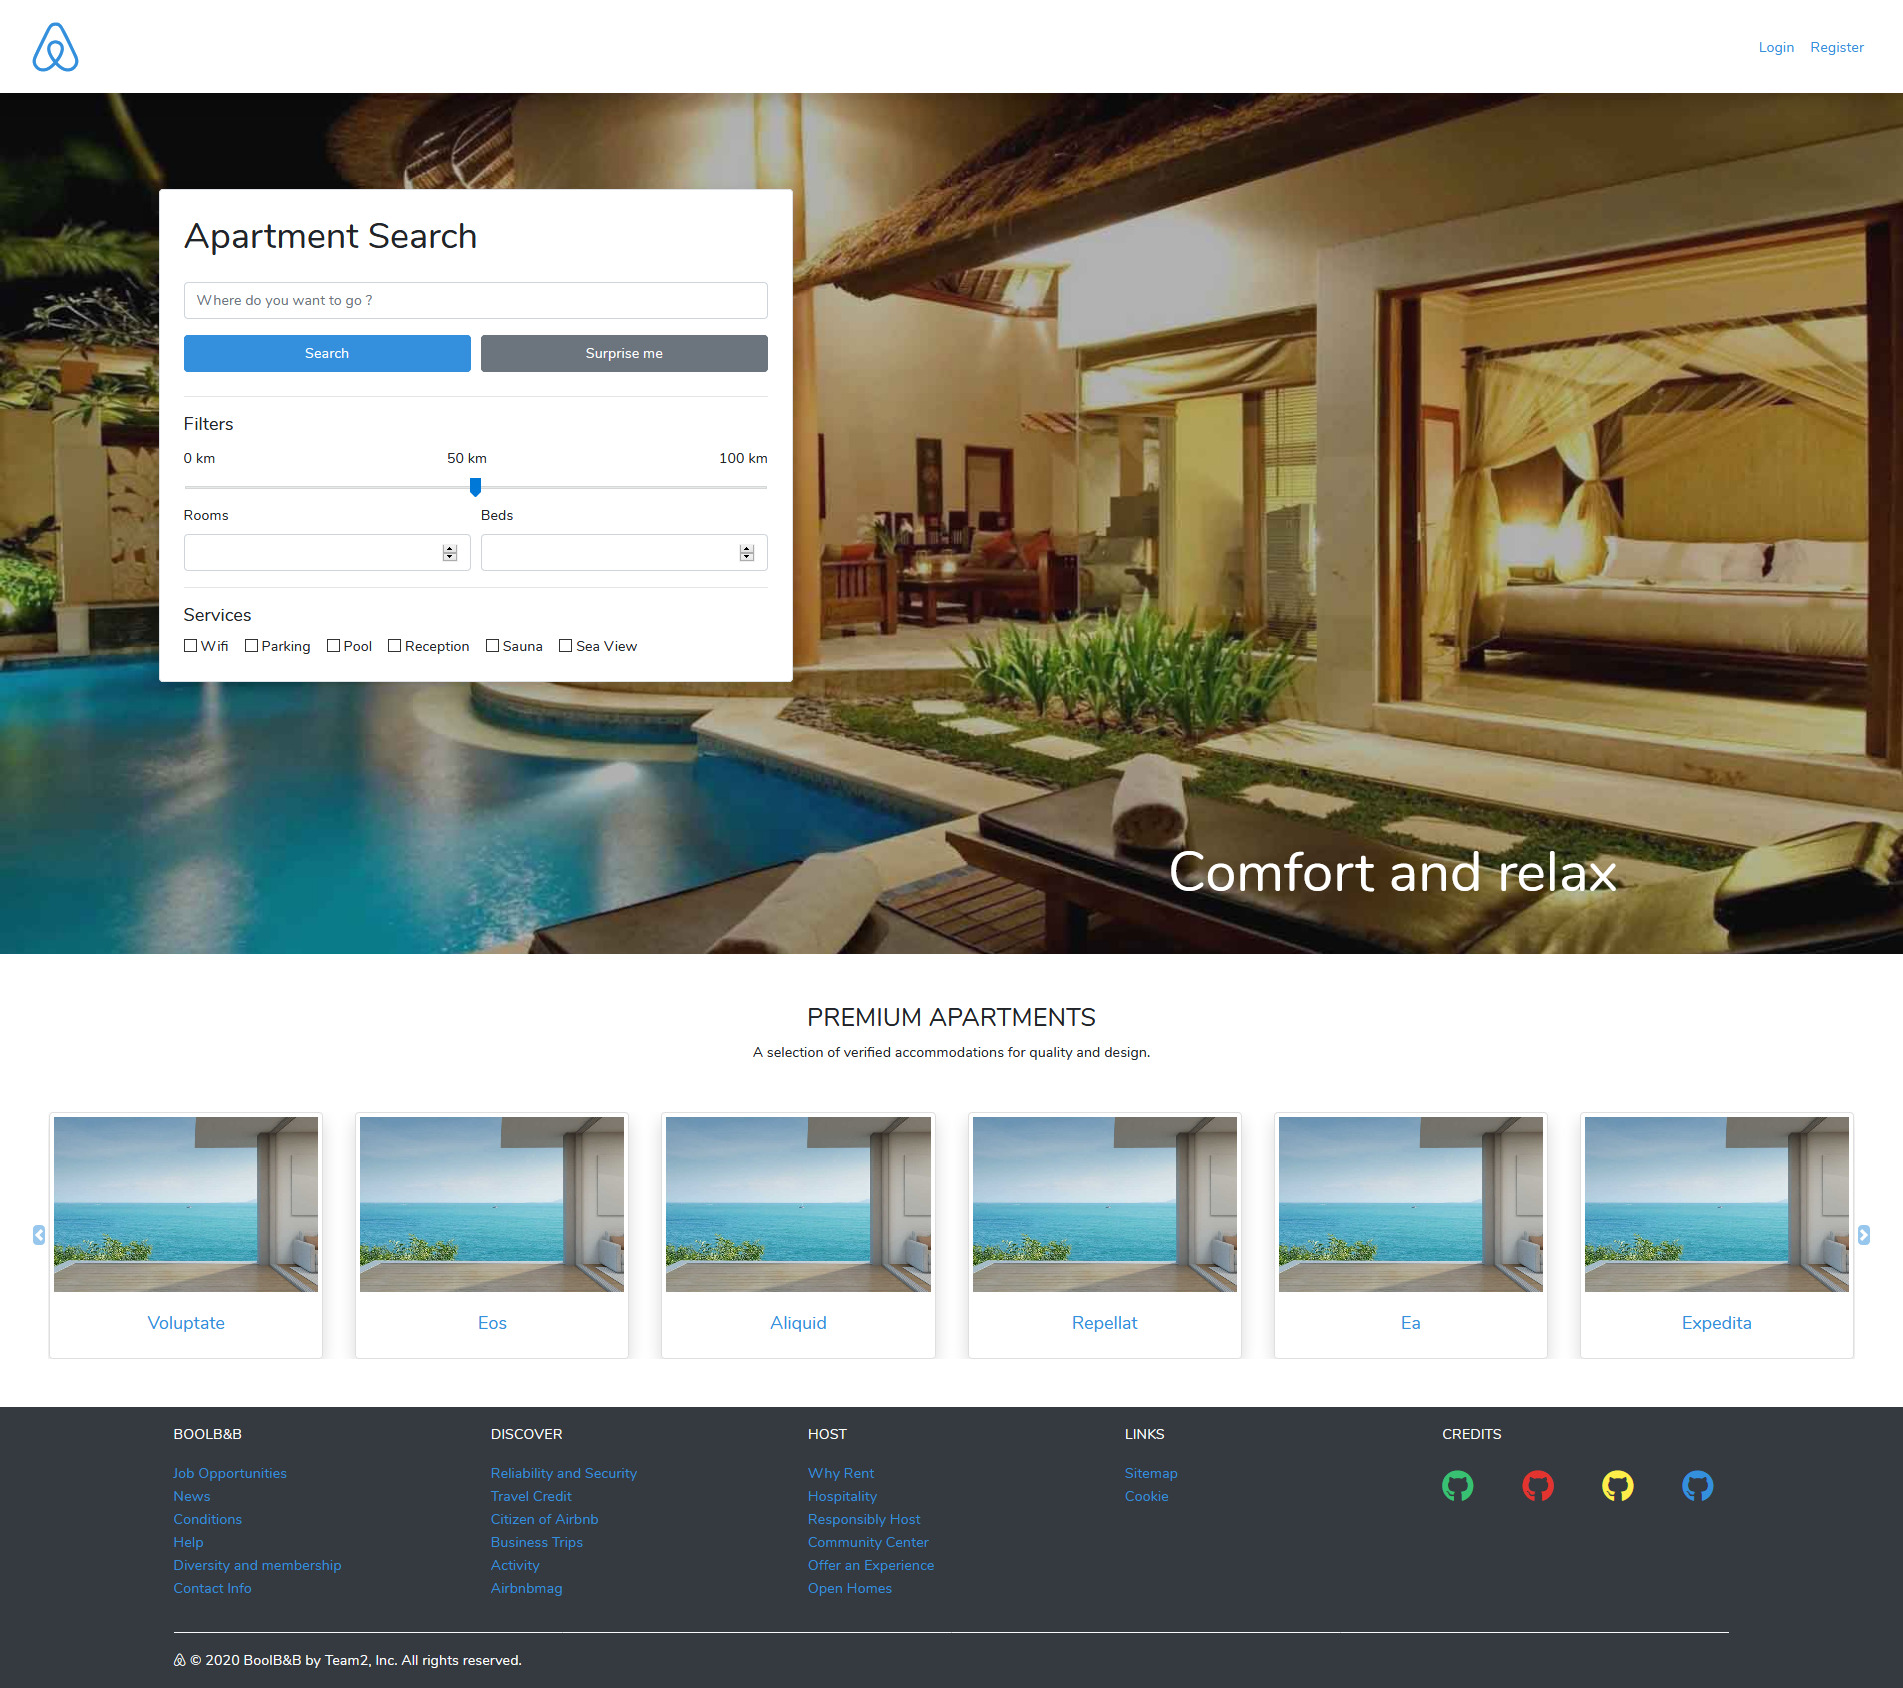 Login Register
Apartment Search
Where do you want to go ?
Search Surprise me
Filters
0 km 50 km 100 km
Rooms Beds
Services
Wifi Parking Pool Reception Sauna Sea View
Comfort and relax
PREMIUM APARTMENTS
A selection of verified accommodations for quality and design.
Voluptate Eos Aliquid Repellat Ea Expedita
BOOLB&B
Job Opportunities
News
Conditions
Help
Diversity and membership
Contact Info
DISCOVER
Reliability and Security
Travel Credit
Citizen of Airbnb
Business Trips
Activity
Airbnbmag
HOST
Why Rent
Hospitality
Responsibly Host
Community Center
Offer an Experience
Open Homes
LINKS
Sitemap
Cookie
CREDITS
© 2020 BoolB&B by Team2, Inc. All rights reserved.